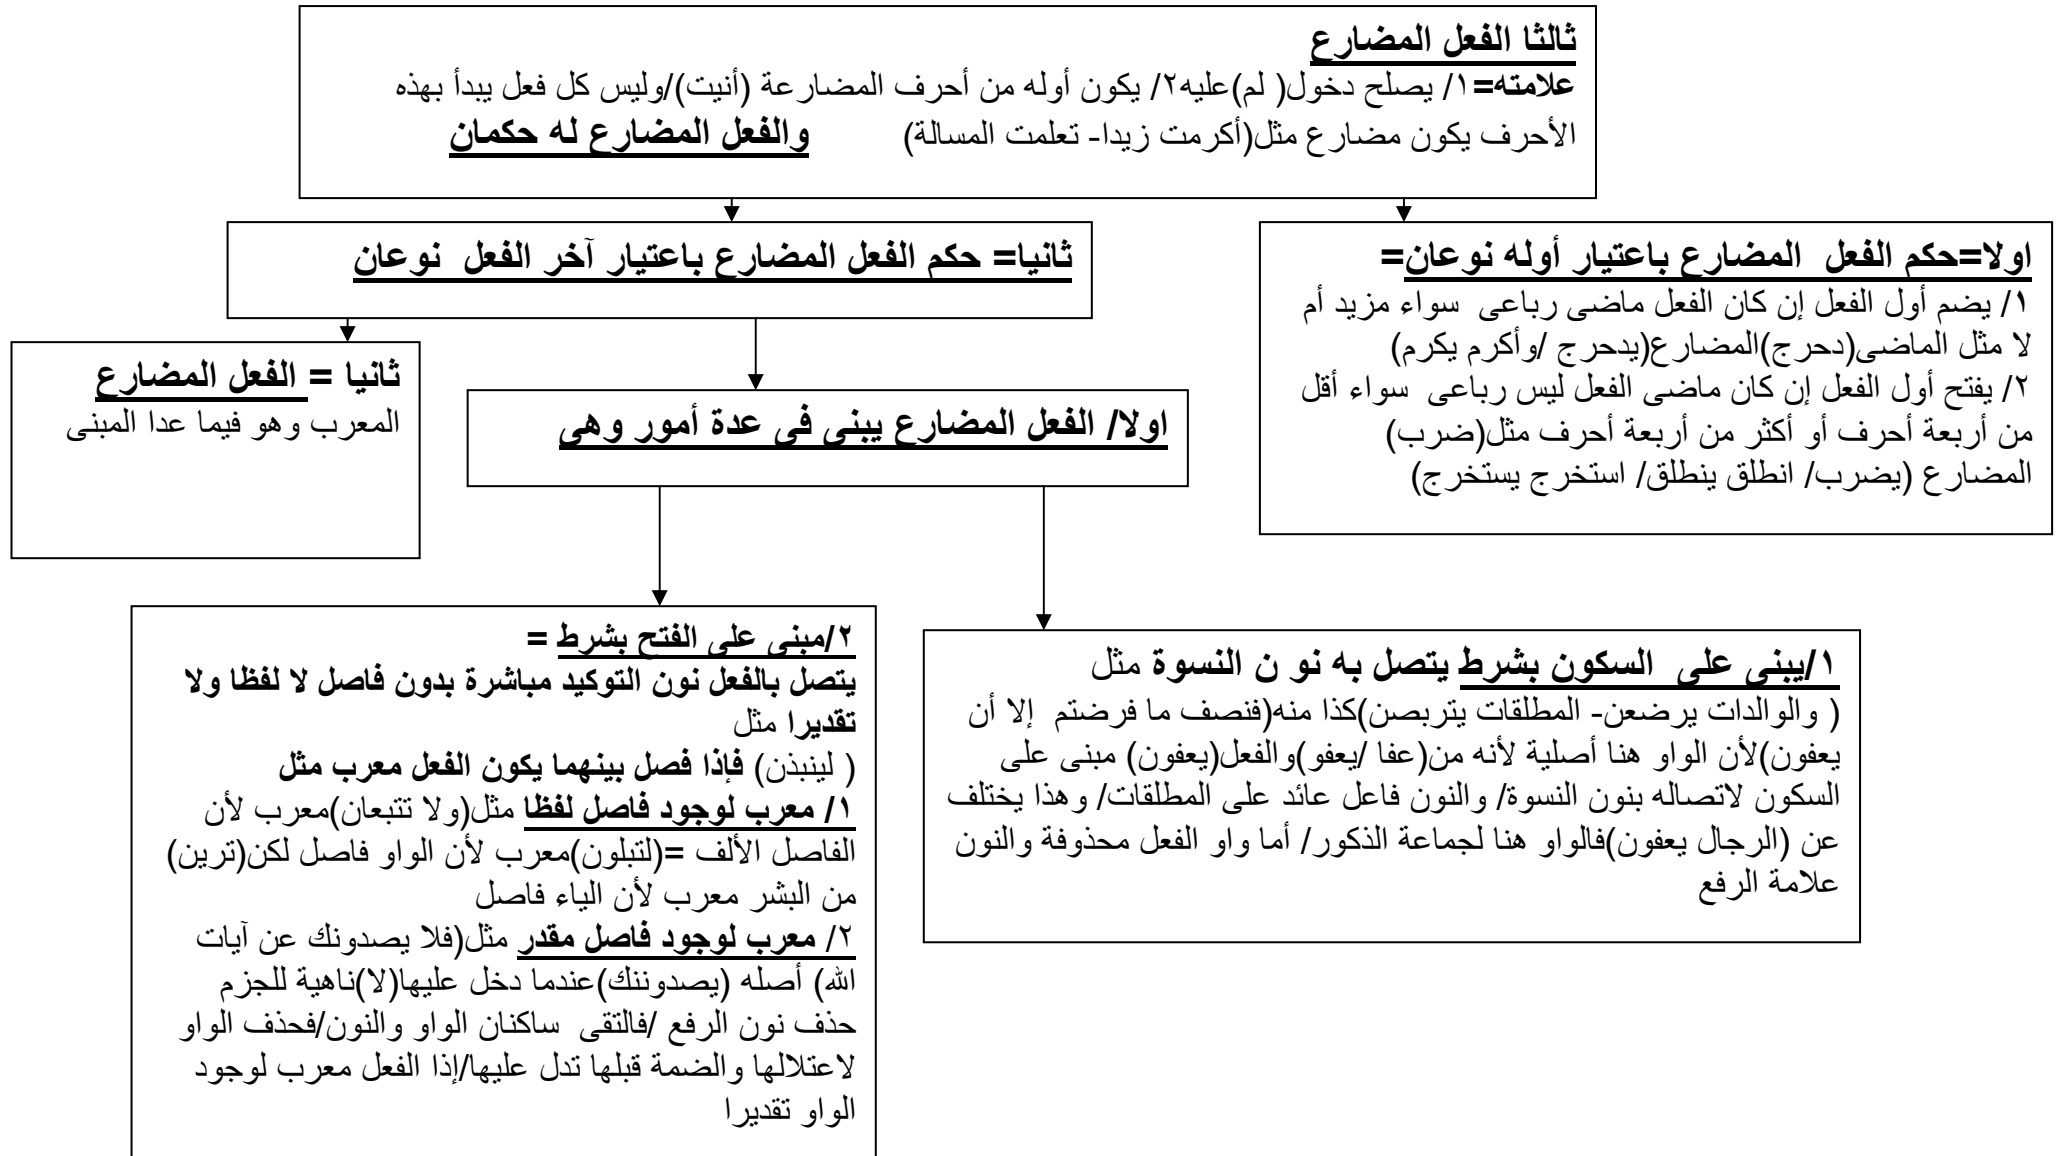 ثالثا الفعل المضارع
علامته=١/ يصلح دخول( لم)عليه٢/ يكون أوله من أحرف المضارعة (أنيت)/وليس كل فعل يبدأ بهذه
الأحرف يكون مضارع مثل(أكرمت زيدا- تعلمت المسالة) والفعل المضارع له حكمان
اولا=حكم الفعل المضارع باعتيار أوله نوعان=
١/ يضم أول الفعل إن كان الفعل ماضى رباعى سواء مزيد أم
لا مثل الماضى(دحرج)المضارع(يدحرج /وأكرم يكرم)
٢/ يفتح أول الفعل إن كان ماضى الفعل ليس رباعى سواء أقل
من أربعة أحرف أو أكثر من أربعة أحرف مثل(ضرب)
المضارع (يضرب/ انطلق ينطلق/ استخرج يستخرج)
ثانيا= حكم الفعل المضارع باعتيار آخر الفعل نوعان
ثانيا = الفعل المضارع
المعرب وهو فيما عدا المبنى
اولا/ الفعل المضارع يبنى فى عدة أمور وهى
١/يبنى على السكون بشرط يتصل به نو ن النسوة مثل
( والوالدات يرضعن- المطلقات يتربصن)كذا منه(فنصف ما فرضتم إلا أن
يعفون)لأن الواو هنا أصلية لأنه من(عفا /يعفو)والفعل(يعفون) مبنى على
السكون لاتصاله بنون النسوة/ والنون فاعل عائد على المطلقات/ وهذا يختلف
عن (الرجال يعفون)فالواو هنا لجماعة الذكور/ أما واو الفعل محذوفة والنون
علامة الرفع
٢/مبنى على الفتح بشرط =
يتصل بالفعل نون التوكيد مباشرة بدون فاصل لا لفظا ولا
تقديرا مثل
( لينبذن) فإذا فصل بينهما يكون الفعل معرب مثل
١/ معرب لوجود فاصل لفظا مثل(ولا تتبعان)معرب لأن
الفاصل الألف =(لتبلون)معرب لأن الواو فاصل لكن(ترين)
من البشر معرب لأن الياء فاصل
٢/ معرب لوجود فاصل مقدر مثل(فلا يصدونك عن آيات
الله) أصله (يصدوننك)عندما دخل عليها(لا)ناهية للجزم
حذف نون الرفع /فالتقى ساكنان الواو والنون/فحذف الواو
لاعتلالها والضمة قبلها تدل عليها/إذا الفعل معرب لوجود
الواو تقديرا